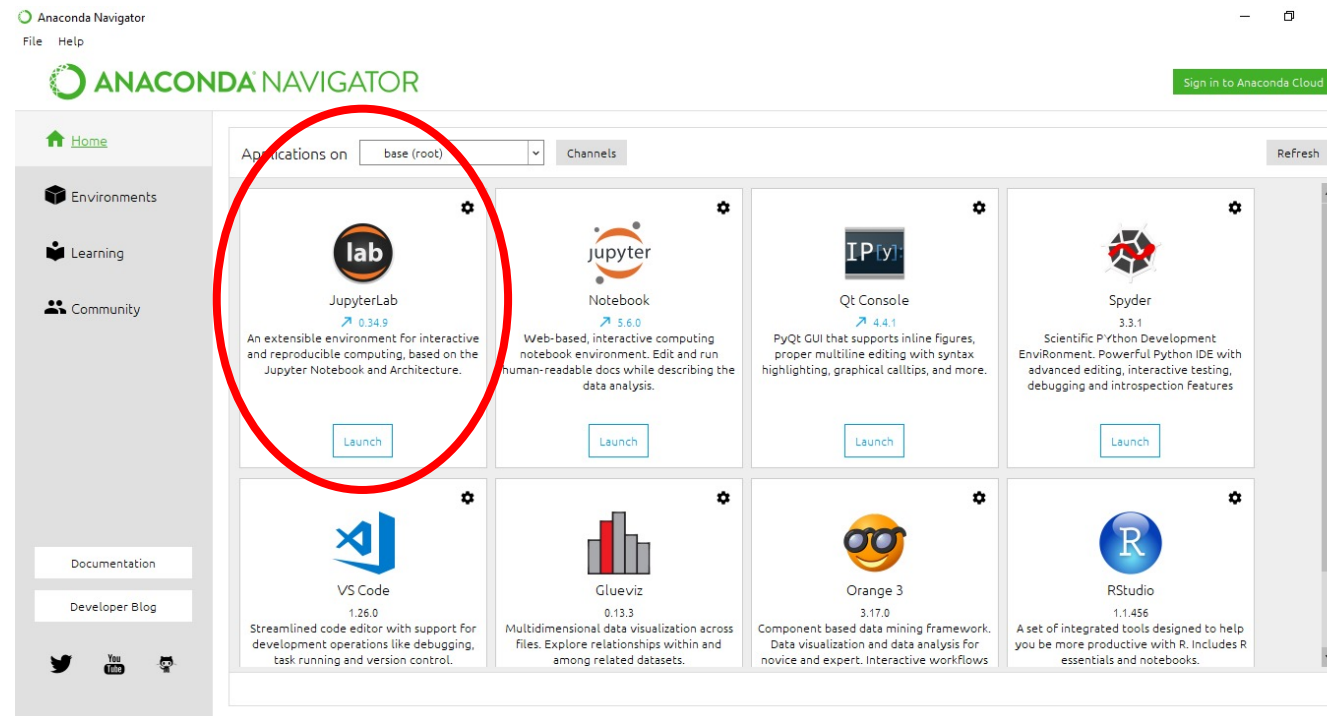 Anaconda Navigator
File Help
ANACONDA NAVIGATOR
Sign in to Anaconda Cloud
Home
Environments
Learning
Community
Documentation
Developer Blog
You
Tube
Applications on base (root) Channels Refresh
lab
JupyterLab
0.34.9
An extensible environment for interactive
and reproducible computing, based on the
Jupyter Notebook and Architecture.
Launch
jupyter
Notebook
5.6.0
Web-based, interactive computing
notebook environment. Edit and run
human-readable docs while describing the
data analysis.
Launch
IP[y]:
Qt Console
4.4.1
PyQt GUI that supports inline figures,
proper multiline editing with syntax
highlighting, graphical calltips, and more.
Launch
Spyder
3.3.1
Scientific PYthon Development
EnviRonment. Powerful Python IDE with
advanced editing, interactive testing,
debugging and introspection features
Launch
VS Code
1.26.0
Streamlined code editor with support for
development operations like debugging,
task running and version control.
Glueviz
0.13.3
Multidimensional data visualization across
files. Explore relationships within and
among related datasets.
Orange 3
3.17.0
Component based data mining framework.
Data visualization and data analysis for
novice and expert. Interactive workflows
R
RStudio
1.1.456
A set of integrated tools designed to help
you be more productive with R. Includes R
essentials and notebooks.